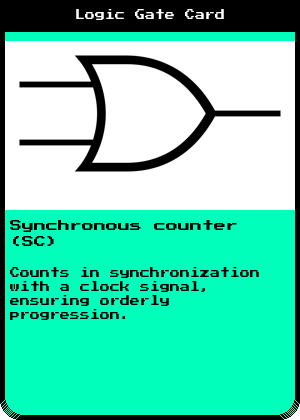 Logic Gate Card
Synchronous counter
(SC)
Counts in synchronization
with a clock signal,
ensuring orderly
progression.